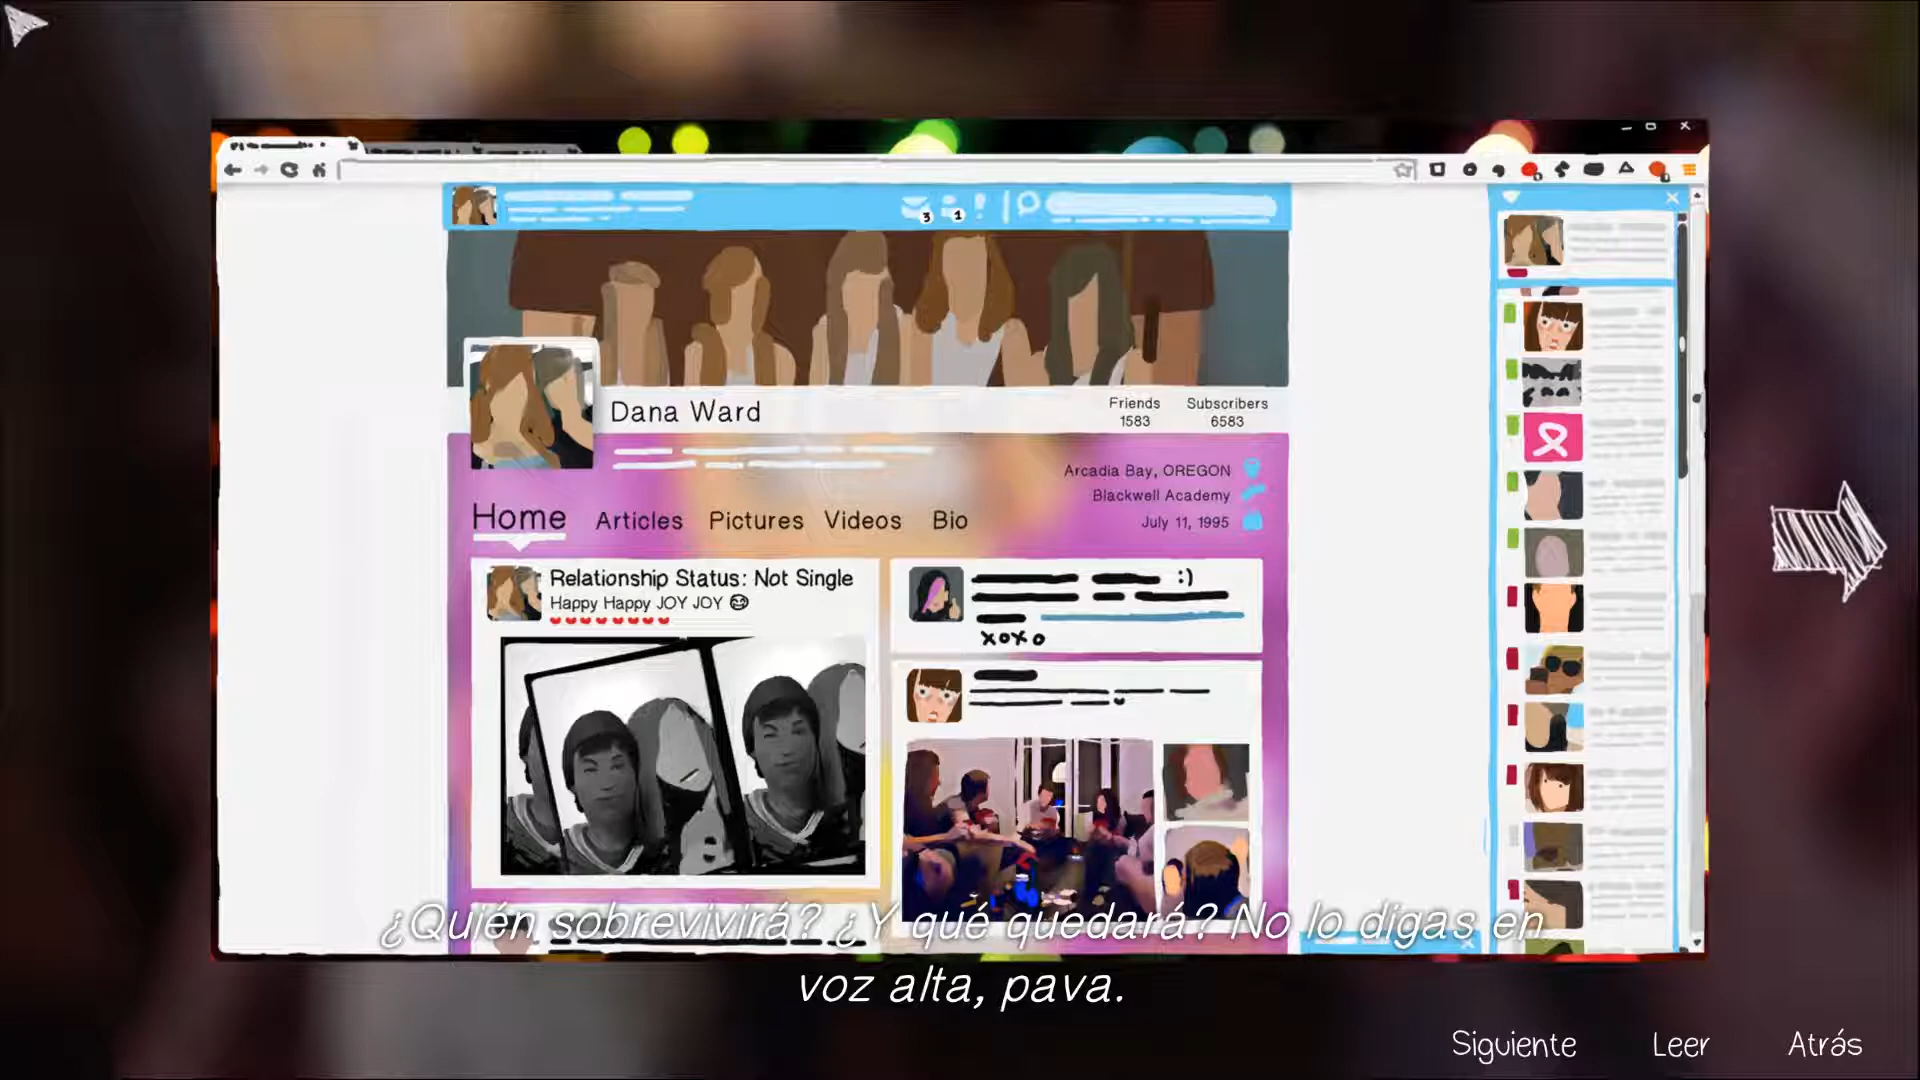 3
1
Dana Ward
Friends
1583
Subscribers
6583
Arcadia Bay, OREGON
Blackwell Academy
July 11, 1995
Home Articles Pictures Videos Bio
Relationship Status: Not Single
Happy Happy JOY JOY
:)
xoxo
¿Quién sobrevivirá? ¿Y qué quedará? No lo digas en
voz alta, pava.
Siguiente Leer Atrás